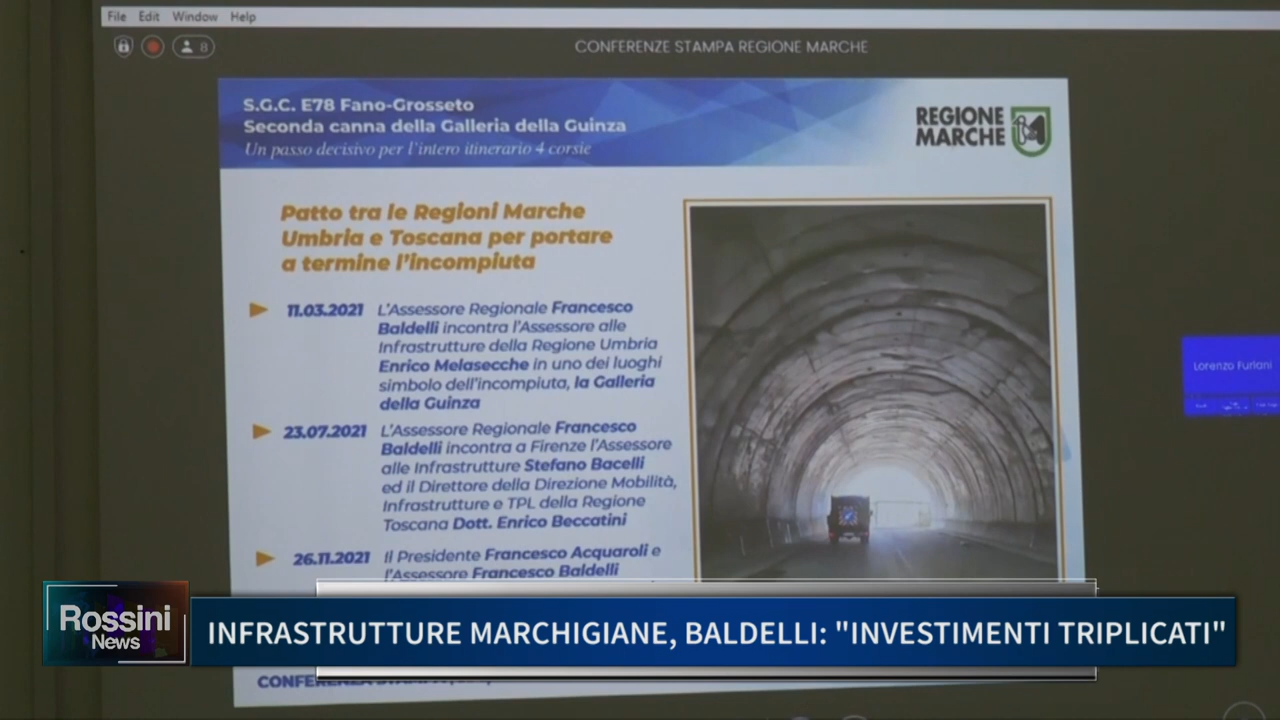 File Edit Window Help
8
CONFERENZE STAMPA REGIONE MARCHE
S.G.C. E78 Fano-Grosseto
Seconda canna della Galleria della Guinza
Un passo decisivo per l'intero itinerario 4 corsie
REGIONE
MARCHE
Patto tra le Regioni Marche
Umbria e Toscana per portare
a termine l'incompiuta
11.03.2021 L'Assessore Regionale Francesco
Baldelli incontra l'Assessore alle
Infrastrutture della Regione Umbria
Enrico Melasecche in uno dei luoghi
simbolo dell'incompiuta, la Galleria
della Guinza
23.07.2021 L'Assessore Regionale Francesco
Baldelli incontra a Firenze l'Assessore
alle Infrastrutture Stefano Bacelli
ed il Direttore della Direzione Mobilità,
Infrastrutture e TPL della Regione
Toscana Dott. Enrico Beccatini
26.11.2021 Il Presidente Francesco Acquaroli e
l'Assessore Francesco Baldelli
Lorenzo Furlani
Rossini
News
INFRASTRUTTURE MARCHIGIANE, BALDELLI: "INVESTIMENTI TRIPLICATI"
CONFERENZA STAMPA